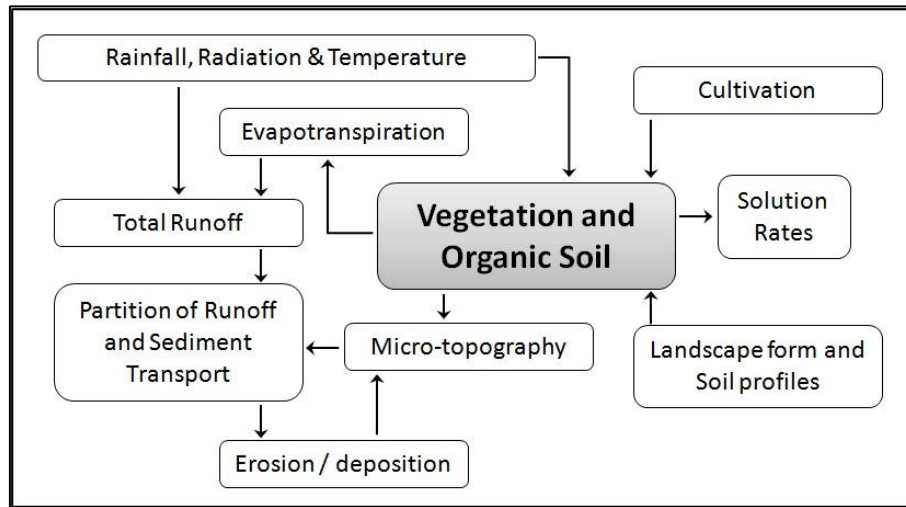 Rainfall, Radiation & Temperature
Cultivation
Evapotranspiration
Vegetation and
Organic Soil
Solution
Rates
Total Runoff
Partition of Runoff
and Sediment
Transport
Micro-topography
Landscape form and
Soil profiles
Erosion / deposition